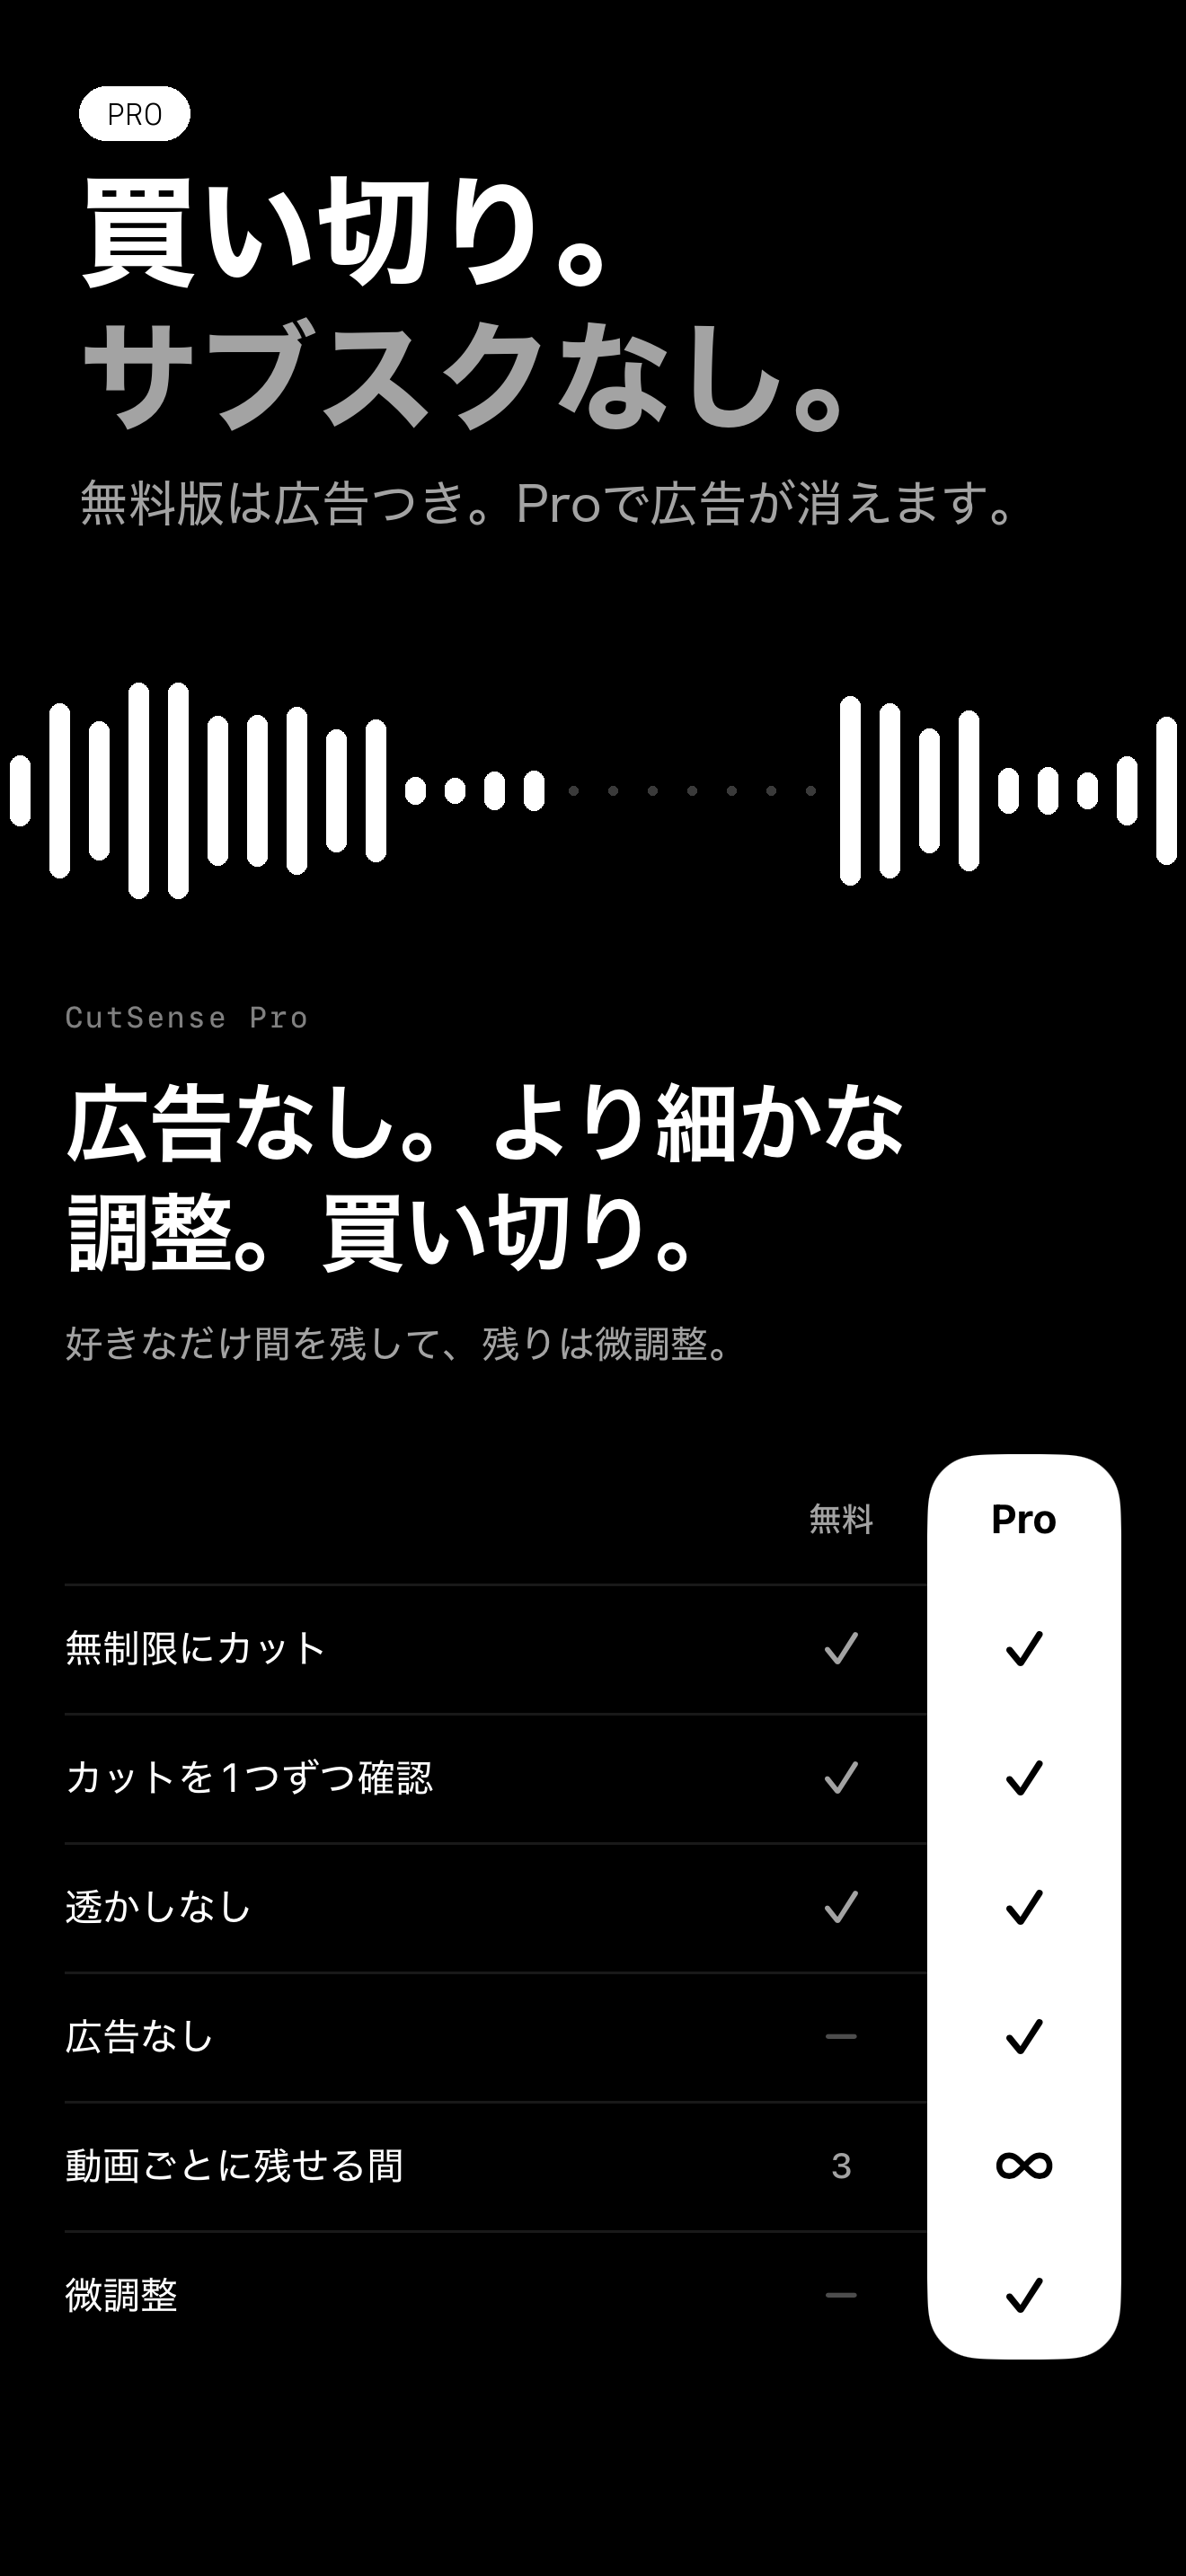 PRO
買い切り。
サブスクなし。
無料版は広告つき。Proで広告が消えます。
CutSense Pro
広告なし。より細かな
調整。買い切り。
好きなだけ間を残して、残りは微調整。
無料 Pro
無制限にカット
カットを1つずつ確認
透かしなし
広告なし
動画ごとに残せる間 3 ∞
微調整